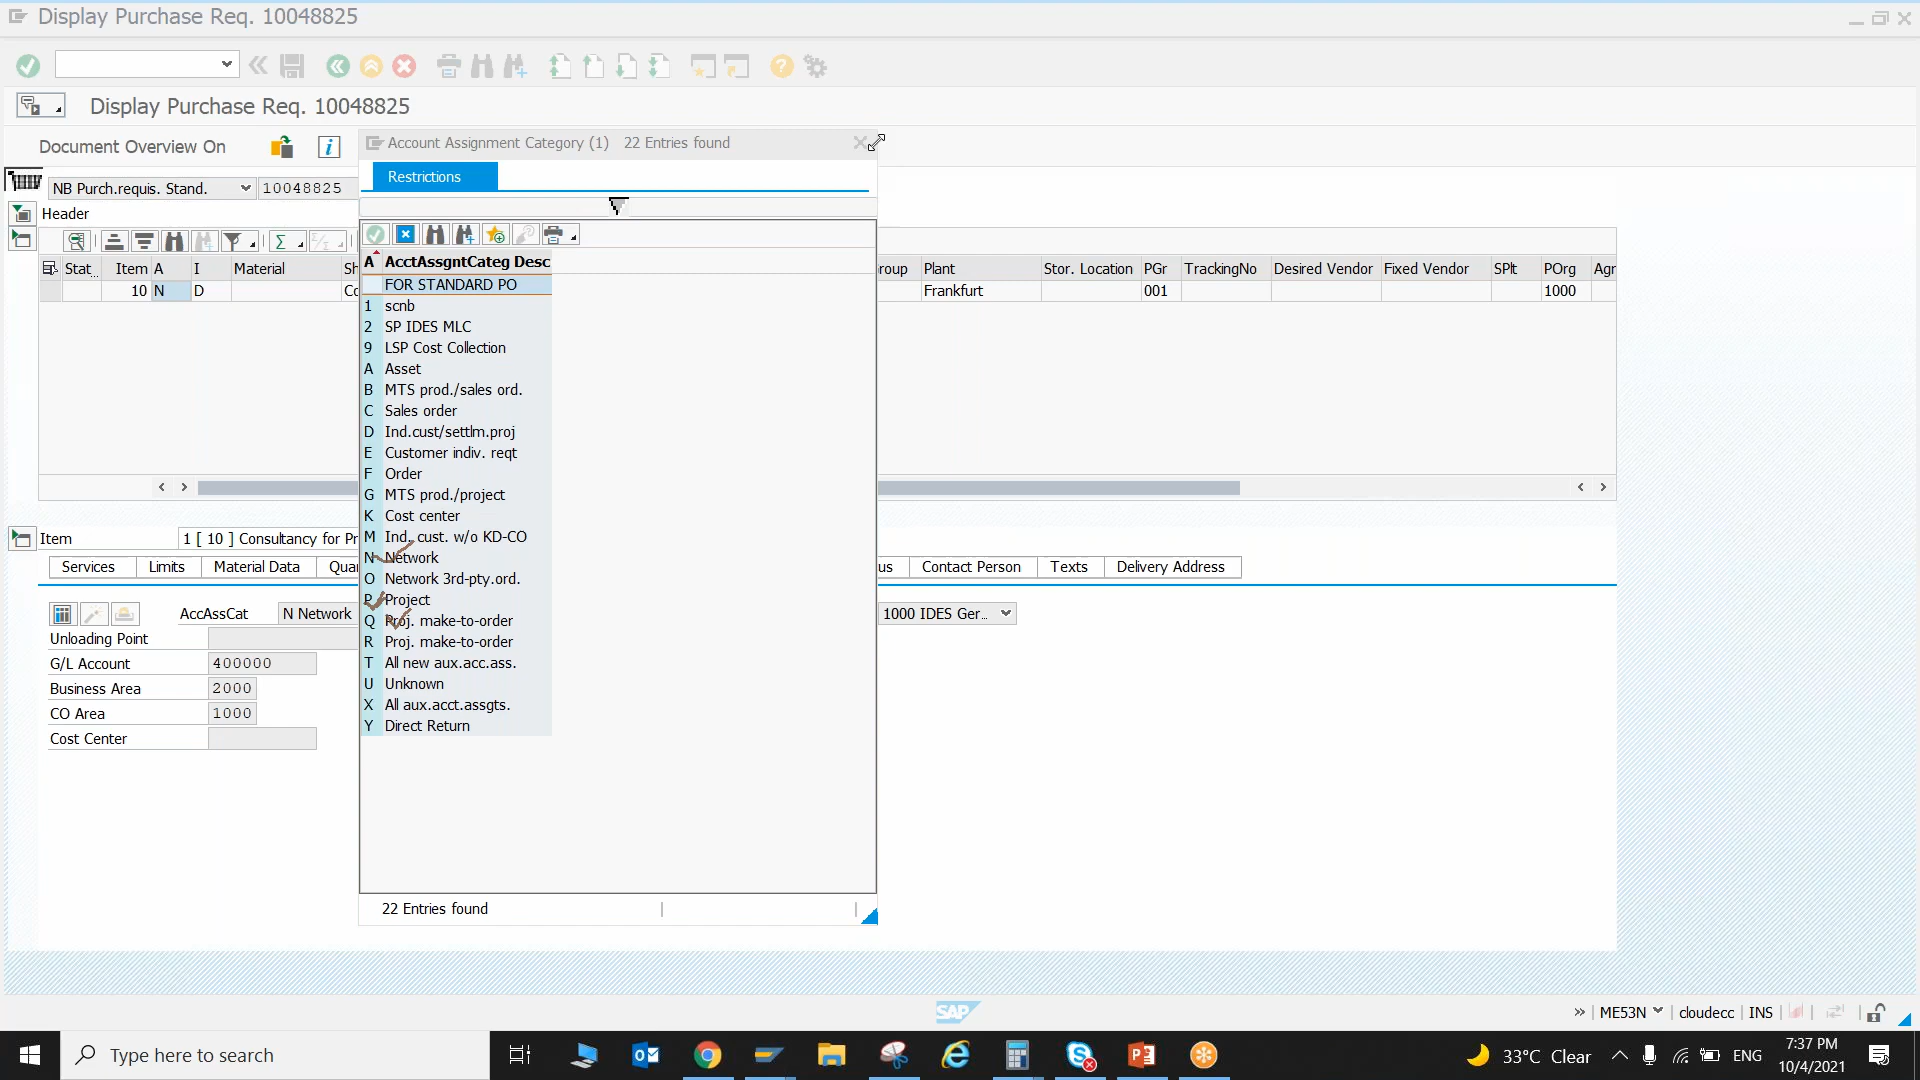 Display Purchase Req. 10048825
Display Purchase Req. 10048825
Document Overview On
Account Assignment Category (1) 22 Entries found
Restrictions
NB Purch.requis. Stand. 10048825
Header
Stat.. Item A I Material Sh
10 N D Co
roup Plant Stor. Location PGr TrackingNo Desired Vendor Fixed Vendor SPlt POrg Agr
Frankfurt 001 1000
A AcctAssgntCateg Desc
FOR STANDARD PO
1 scnb
2 SP IDES MLC
9 LSP Cost Collection
A Asset
B MTS prod./sales ord.
C Sales order
D Ind.cust/settlm.proj
E Customer indiv. reqt
F Order
G MTS prod./project
K Cost center
M Ind. cust. w/o KD-CO
N Network
O Network 3rd-pty.ord.
P Project
Q Proj. make-to-order
R Proj. make-to-order
T All new aux.acc.ass.
U Unknown
X All aux.acct.assgts.
Y Direct Return
22 Entries found
Item 1 [ 10 ] Consultancy for Pr
Services Limits Material Data Qua us Contact Person Texts Delivery Address
AccAssCat N Network 1000 IDES Ger...
Unloading Point
G/L Account 400000
Business Area 2000
CO Area 1000
Cost Center
SAP
ME53N cloudecc INS
Type here to search
33°C Clear ENG 7:37 PM
10/4/2021